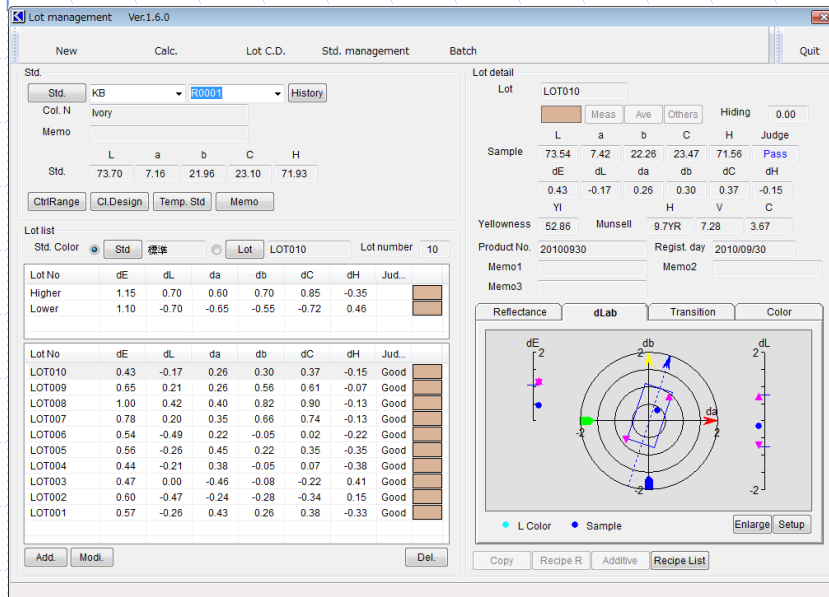 Lot management Ver.1.6.0
New Calc. Lot C.D. Std. management Batch Quit
Std.
Std. KB R0001 History
Col. N Ivory
Memo
L a b C H
Std. 73.70 7.16 21.96 23.10 71.93
CtrlRange Cl.Design Temp. Std Memo
Lot list
Std. Color Std 標準 Lot LOT010 Lot number 10
Lot No dE dL da db dC dH Jud...
Higher 1.15 0.70 0.60 0.70 0.85 -0.35
Lower 1.10 -0.70 -0.65 -0.55 -0.72 0.46
Lot No dE dL da db dC dH Jud...
LOT010 0.43 -0.17 0.26 0.30 0.37 -0.15 Good
LOT009 0.65 0.21 0.26 0.56 0.61 -0.07 Good
LOT008 1.00 0.42 0.40 0.82 0.90 -0.13 Good
LOT007 0.78 0.20 0.35 0.66 0.74 -0.13 Good
LOT006 0.54 -0.49 0.22 -0.05 0.02 -0.22 Good
LOT005 0.56 -0.26 0.45 0.22 0.35 -0.35 Good
LOT004 0.44 -0.21 0.38 -0.05 0.07 -0.38 Good
LOT003 0.47 0.00 -0.46 -0.08 -0.22 0.41 Good
LOT002 0.60 -0.47 -0.24 -0.28 -0.34 0.15 Good
LOT001 0.57 -0.26 0.43 0.26 0.38 -0.33 Good
Add. Modi. Del.
Lot detail
Lot LOT010
Meas Ave Others Hiding 0.00
L a b C H Judge
Sample 73.54 7.42 22.26 23.47 71.56 Pass
dE dL da db dC dH
0.43 -0.17 0.26 0.30 0.37 -0.15
YI H V C
Yellowness 52.86 Munsell 9.7YR 7.28 3.67
Product No. 20100930 Regist. day 2010/09/30
Memo1 Memo2
Memo3
Reflectance dLab Transition Color
dE db dL
2 2 2
da
-2 2
-2 -2
L Color Sample Enlarge Setup
Copy Recipe R Additive Recipe List